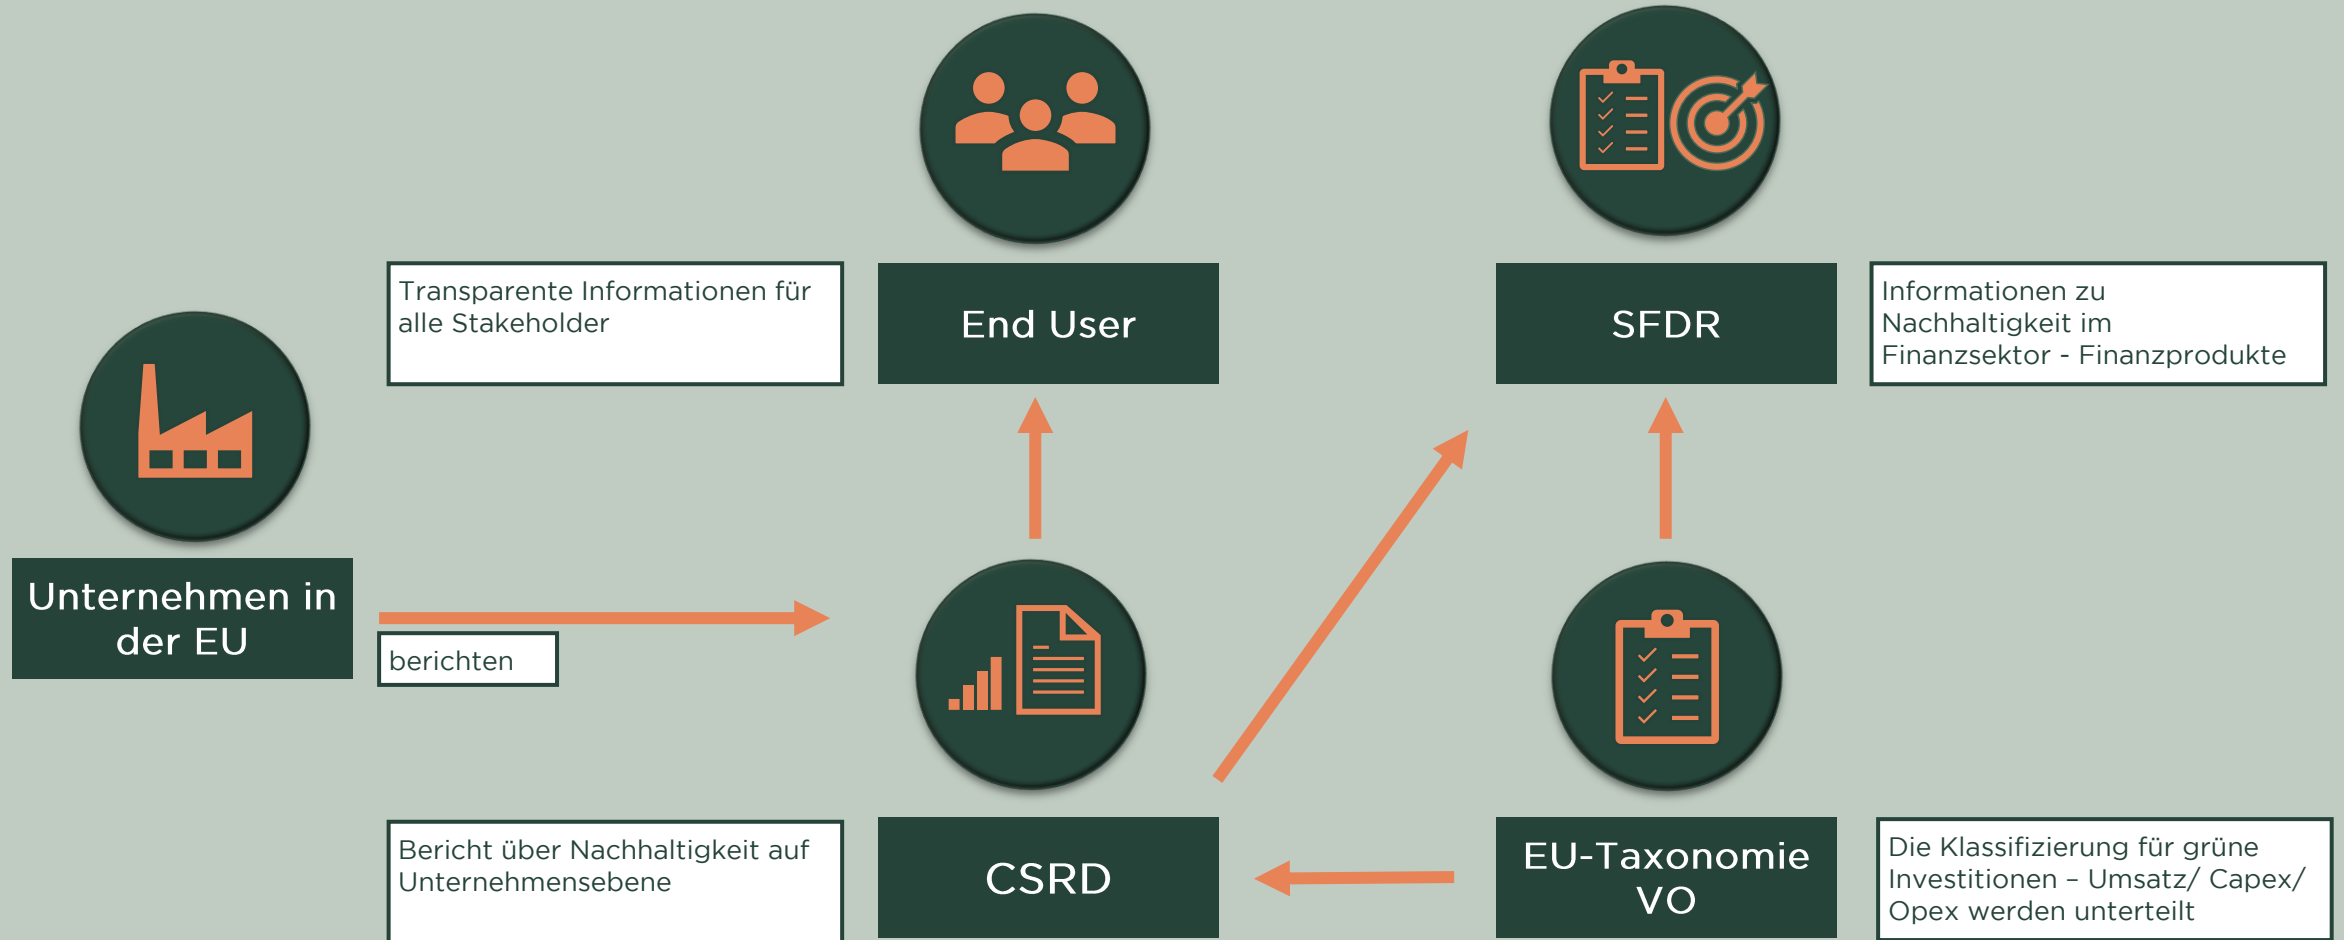 Transparente Informationen für
alle Stakeholder
End User
SFDR
Informationen zu
Nachhaltigkeit im
Finanzsektor - Finanzprodukte
Unternehmen in
der EU
berichten
Bericht über Nachhaltigkeit auf
Unternehmensebene
CSRD
EU-Taxonomie
VO
Die Klassifizierung für grüne
Investitionen – Umsatz/ Capex/
Opex werden unterteilt